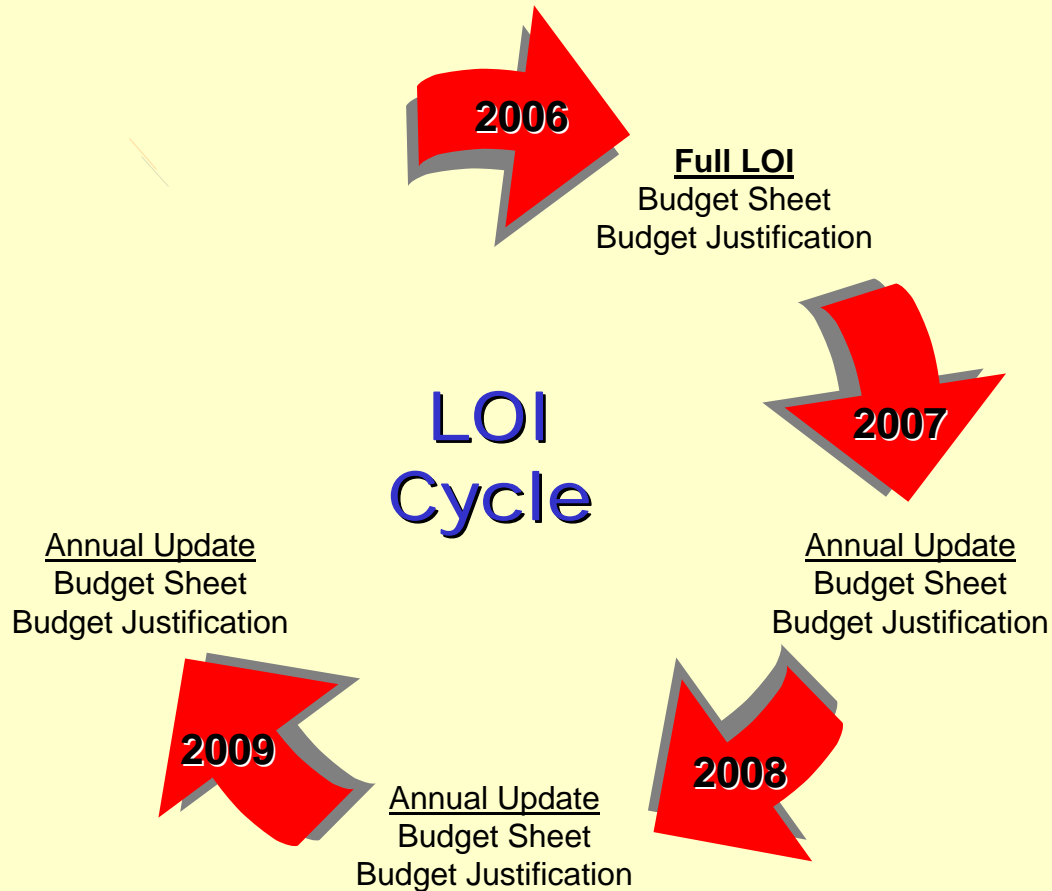 2006
Full LOI
Budget Sheet
Budget Justification
2007
LOI
Cycle
Annual Update
Budget Sheet
Budget Justification
2008
Annual Update
Budget Sheet
Budget Justification
2009
Annual Update
Budget Sheet
Budget Justification